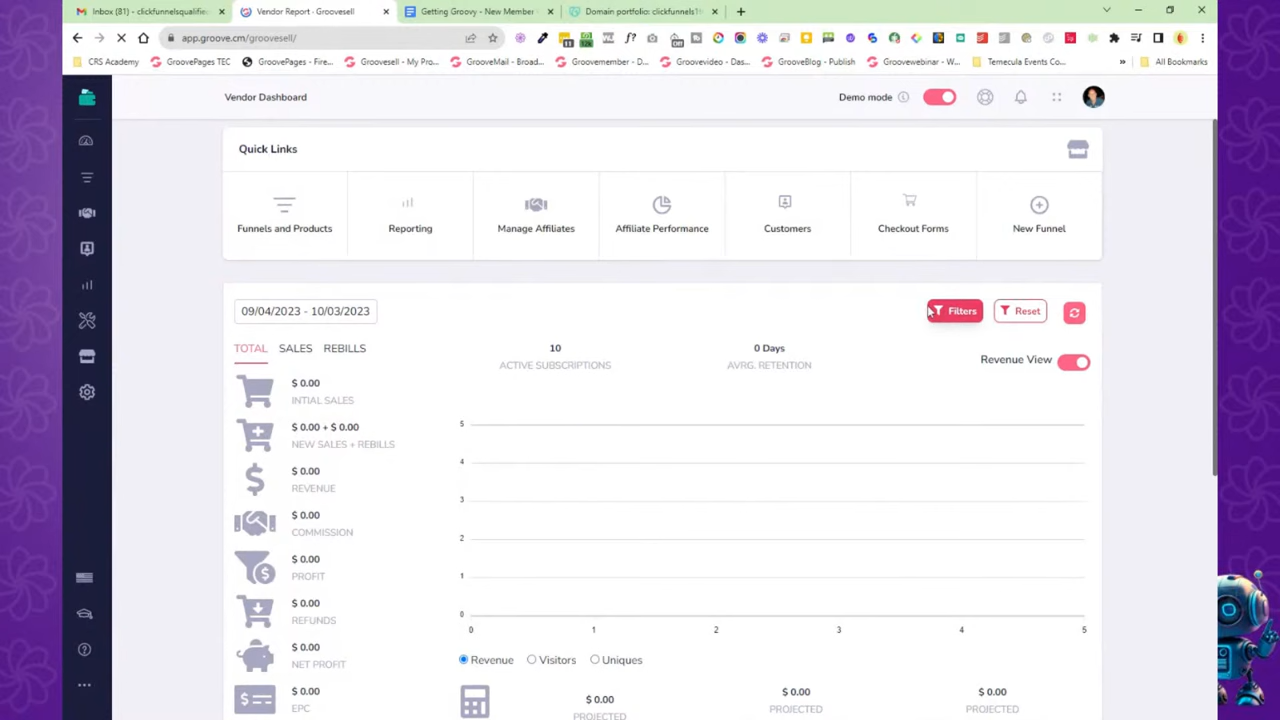 Inbox (81) - clickfunnelsqualifie
Vendor Report - Groovesell
Getting Groovy - New Member
Domain portfolio: clickfunnels1
app.groove.cm/groovesell/
CRS Academy
GroovePages TEC
GroovePages - Fire...
Groovesell - My Pro...
GrooveMail - Broad...
Groovemember - D...
Groovevideo - Das...
GrooveBlog - Publish
Groovewebinar - W...
Temecula Events Co...
»
All Bookmarks
Vendor Dashboard
Demo mode
Quick Links
Funnels and Products
Reporting
Manage Affiliates
Affiliate Performance
Customers
Checkout Forms
New Funnel
09/04/2023 - 10/03/2023
Filters
Reset
TOTAL SALES REBILLS
10
ACTIVE SUBSCRIPTIONS
0 Days
AVRG. RETENTION
Revenue View
$ 0.00
INTIAL SALES
$ 0.00 + $ 0.00
NEW SALES + REBILLS
$ 0.00
REVENUE
$ 0.00
COMMISSION
$ 0.00
PROFIT
$ 0.00
REFUNDS
$ 0.00
NET PROFIT
$ 0.00
EPC
5
4
3
2
1
0
0 1 2 3 4 5
Revenue Visitors Uniques
$ 0.00
PROJECTED
$ 0.00
PROJECTED
$ 0.00
PROJECTED